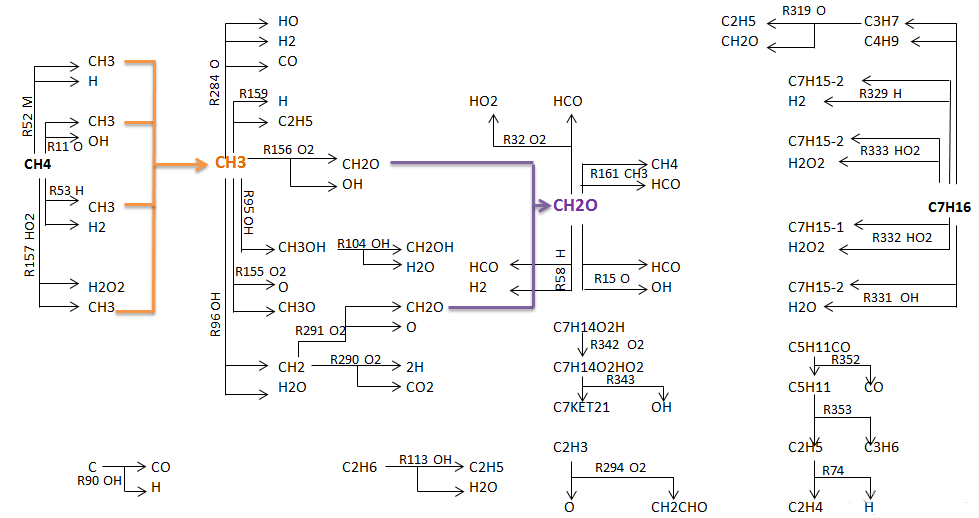 HO
H2
CO
R284 O
C2H5
CH2O
R319 O
C3H7
C4H9
CH3
H
R52 M
CH3
OH
R11 O
CH4
R53 H
CH3
H2
R157 HO2
H2O2
CH3
R159
H
C2H5
CH3
R156 O2
CH2O
OH
R95 OH
CH3OH
R104 OH
CH2OH
H2O
R155 O2
O
CH3O
R96 OH
R291 O2
CH2O
O
CH2
R290 O2
2H
CO2
H2O
HO2
HCO
R32 O2
CH4
R161 CH3
HCO
CH2O
HCO
H2
R58 H
HCO
R15 O
OH
C7H15-2
H2
R329 H
C7H15-2
H2O2
R333 HO2
C7H16
C7H15-1
H2O2
R332 HO2
C7H15-2
H2O
R331 OH
C7H14O2H
R342 O2
C7H14O2HO2
R343
C7KET21
OH
C5H11CO
R352
C5H11
CO
R353
C2H5
C3H6
R74
C2H4
H
C
CO
R90 OH
H
C2H6
R113 OH
C2H5
H2O
C2H3
R294 O2
O
CH2CHO